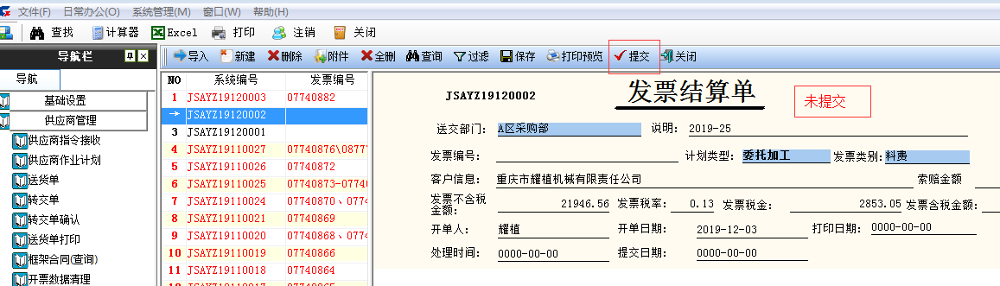 文件(F) 日常办公(O) 系统管理(M) 窗口(W) 帮助(H)
查找 计算器 Excel 打印 注销 关闭
导航栏
导入 新建 删除 附件 全删 查询 过滤 保存 打印预览 提交 关闭
导航
基础设置
供应商管理
供应商指令接收
供应商作业计划
送货单
转交单
转交单确认
送货单打印
框架合同(查询)
开票数据清理
NO 系统编号 发票编号
1 JSAYZ19120003 07740882
JSAYZ19120002
3 JSAYZ19120001
4 JSAYZ19110027 07740876\0877
5 JSAYZ19110026 07740872
6 JSAYZ19110025 07740873-0774
7 JSAYZ19110024 07740870、0774
8 JSAYZ19110021 07740869
9 JSAYZ19110020 07740868、0774
10 JSAYZ19110019 07740866
11 JSAYZ19110018 07740864
JSAYZ19120002 发票结算单 未提交
送交部门: A区采购部 说明: 2019-25
发票编号: 计划类型: 委托加工 发票类别: 料费
客户信息: 重庆市耀植机械有限责任公司 索赔金额
发票不含税金额: 21946.56 发票税率: 0.13 发票税金: 2853.05 发票含税金额:
开单人: 耀植 开单日期: 2019-12-03 打印日期: 0000-00-00
处理时间: 0000-00-00 提交日期: 0000-00-00